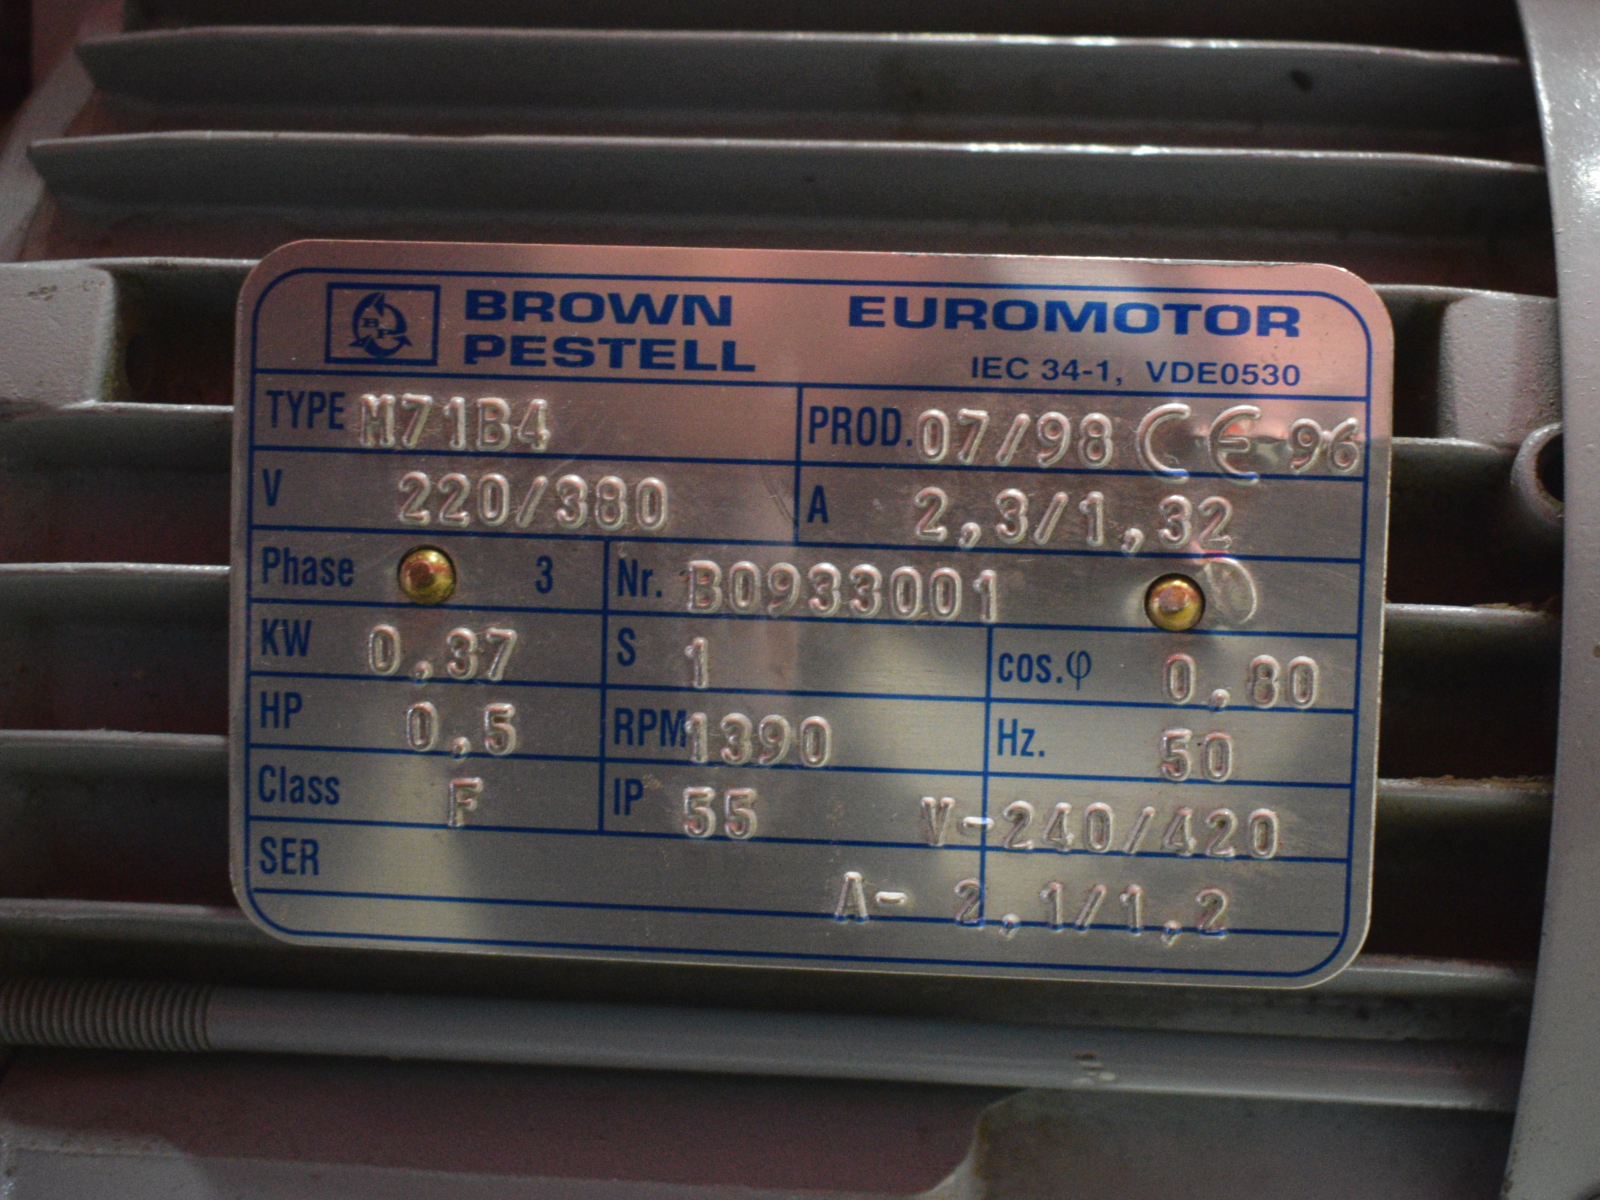 BP BROWN EUROMOTOR
PESTELL IEC 34-1, VDE0530
TYPE M71B4 PROD. 07/98 CE 96
V 220/380 A 2,3/1,32
Phase 3 Nr. B0933001
KW 0,37 S 1 cos.φ 0,80
HP 0,5 RPM 1390 Hz. 50
Class F IP 55 V-240/420
SER A- 2,1/1,2